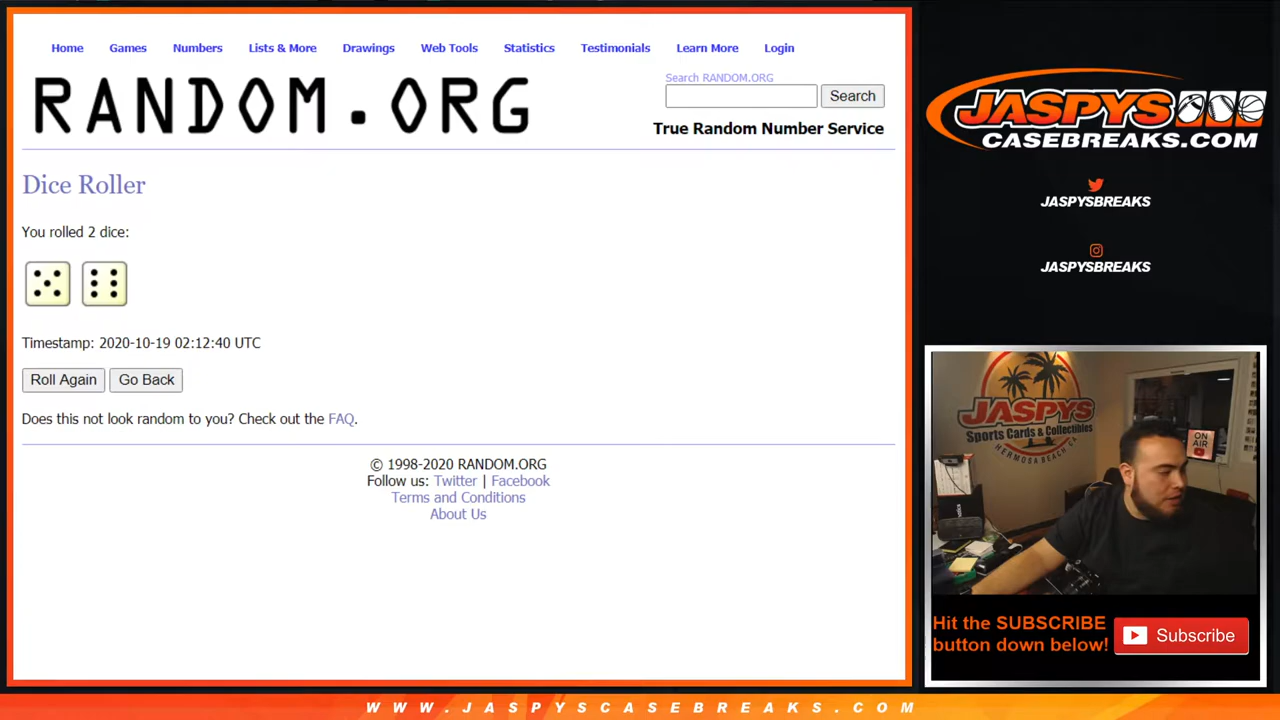 Home Games Numbers Lists & More Drawings Web Tools Statistics Testimonials Learn More Login
RANDOM.ORG
Search RANDOM.ORG
Search
True Random Number Service
Dice Roller
You rolled 2 dice:
Timestamp: 2020-10-19 02:12:40 UTC
Roll Again Go Back
Does this not look random to you? Check out the FAQ.
© 1998-2020 RANDOM.ORG
Follow us: Twitter | Facebook
Terms and Conditions
About Us
JASPYS
CASEBREAKS.COM
JASPYSBREAKS
JASPYSBREAKS
JASPYS
Sports Cards & Collectibles
HERMOSA BEACH CA
ON
AIR
Hit the SUBSCRIBE
button down below!
Subscribe
WWW.JASPYSCASEBREAKS.COM